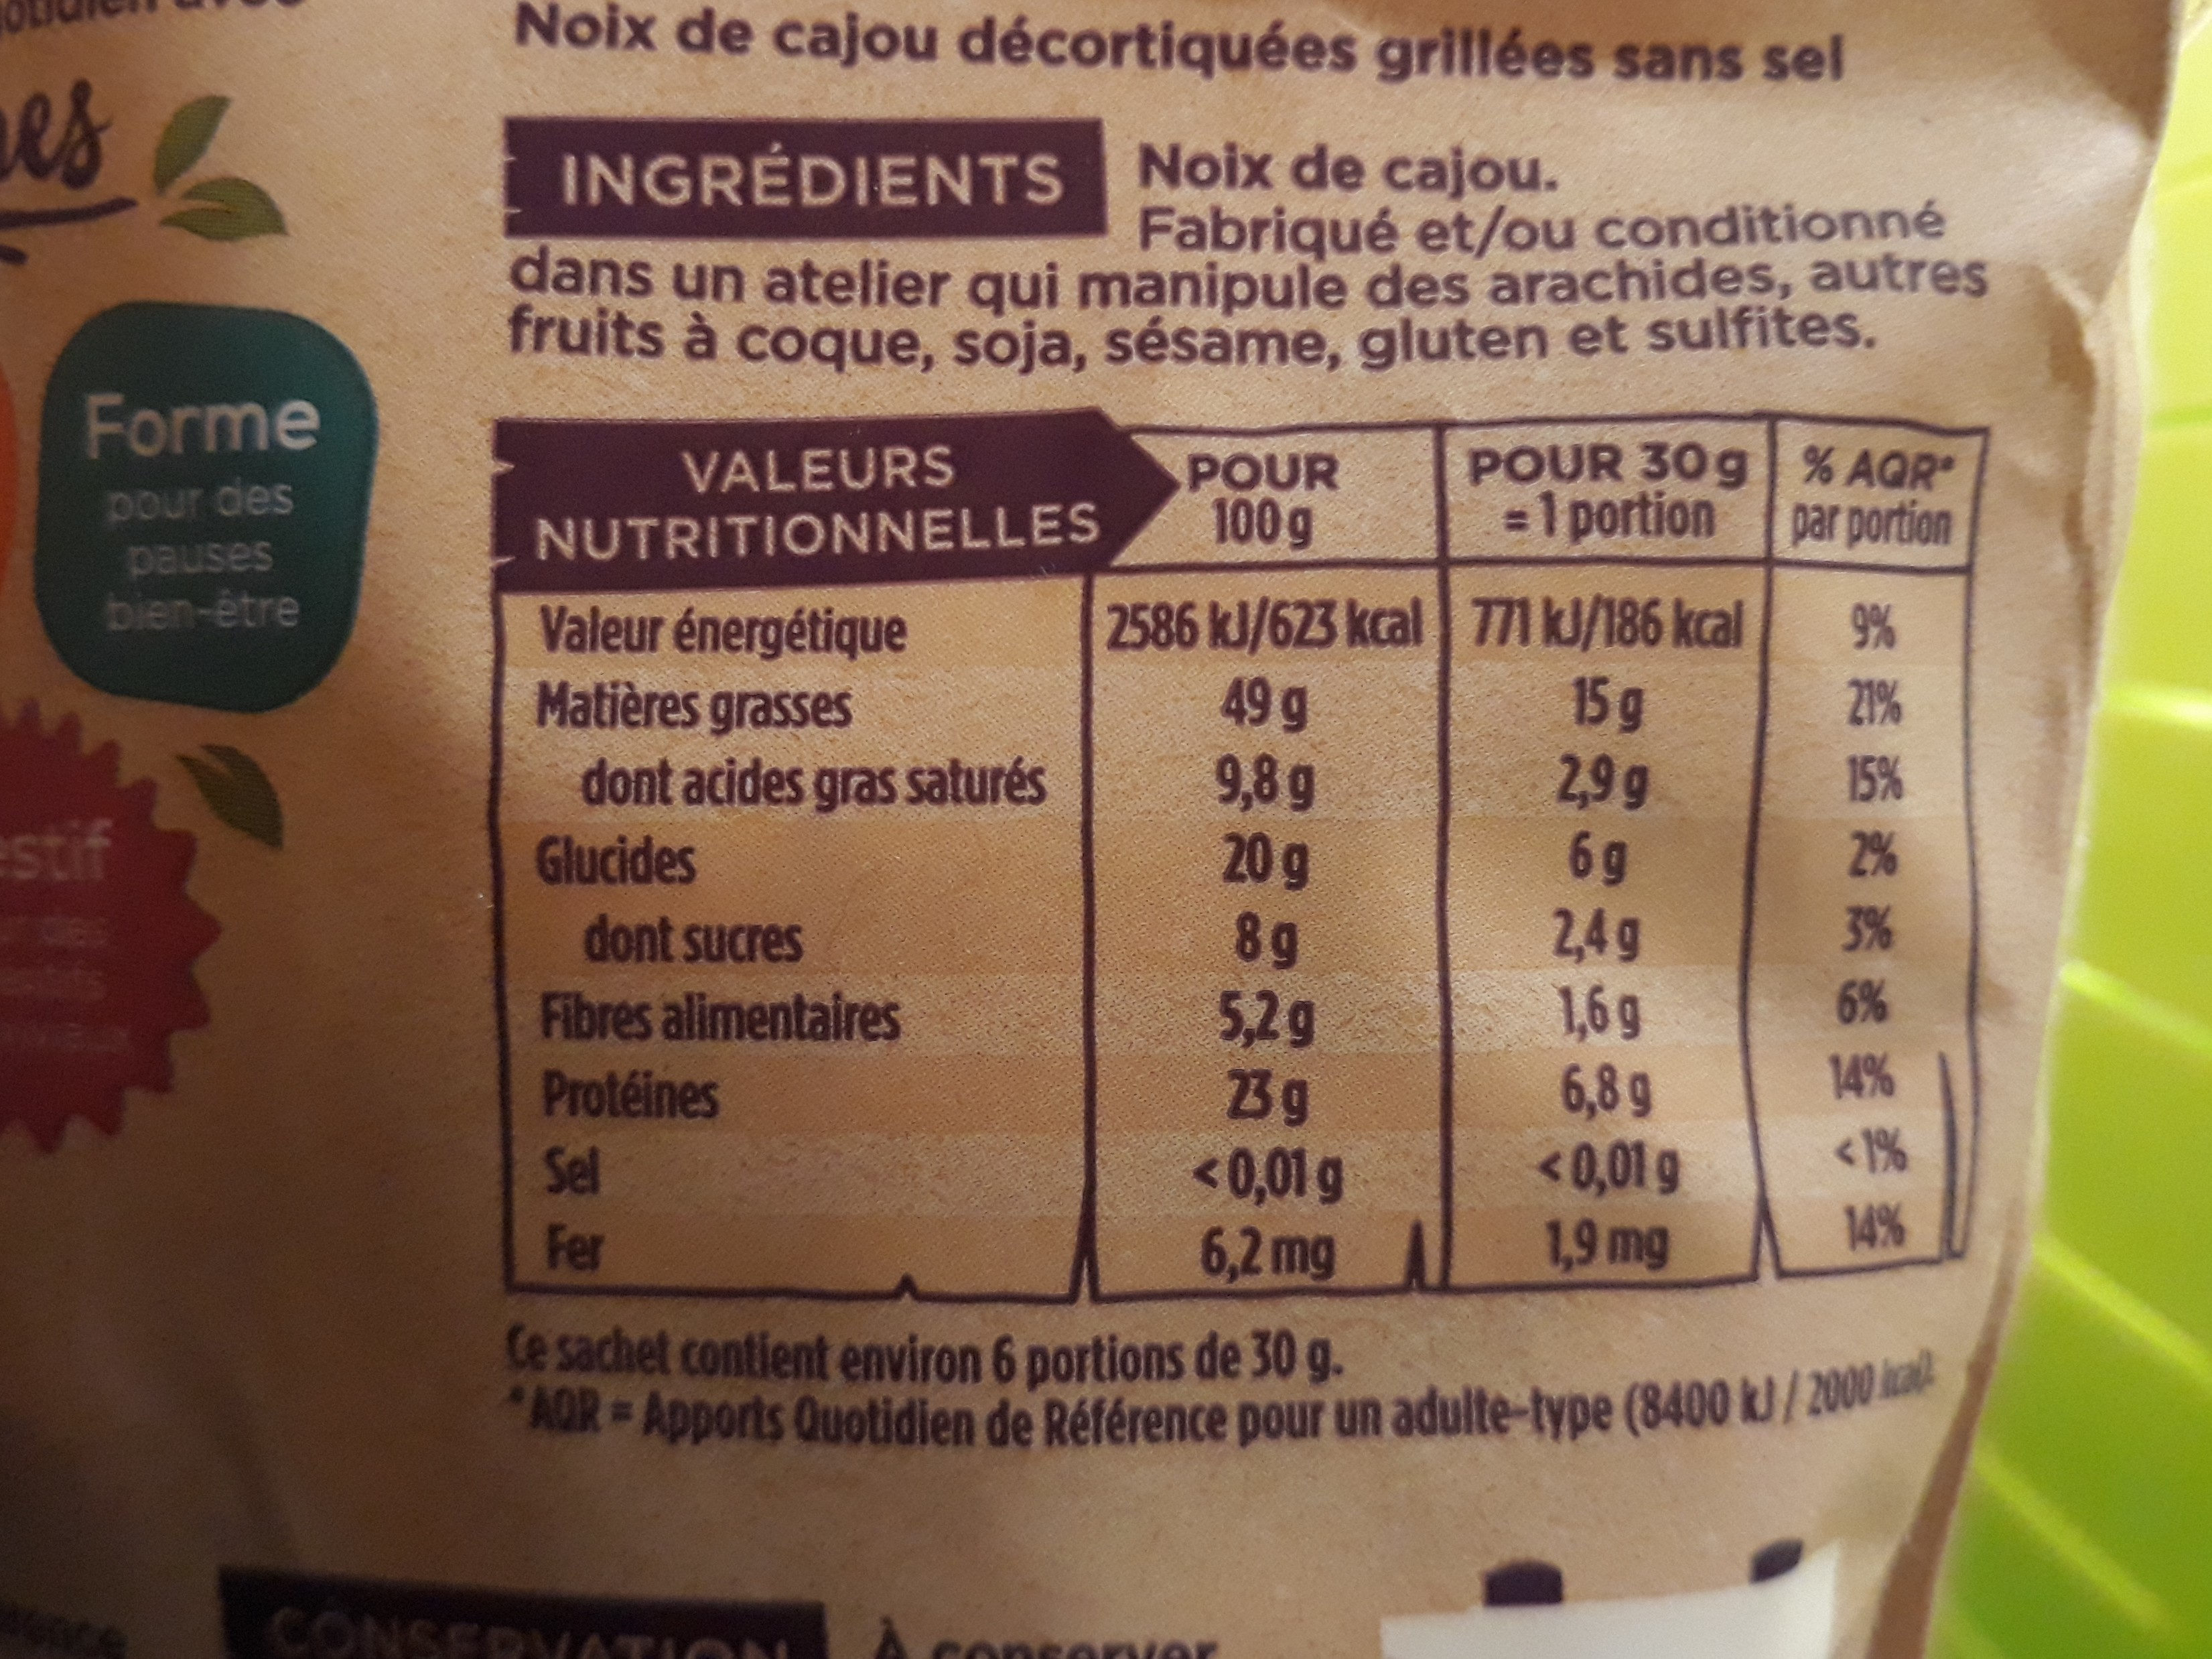 Noix de cajou décortiquées grillées sans sel
INGRÉDIENTS Noix de cajou.
Fabriqué et/ou conditionné
dans un atelier qui manipule des arachides, autres
fruits à coque, soja, sésame, gluten et sulfites.
Forme
pour des
pauses
bien-être
VALEURS NUTRITIONNELLES POUR 100 g POUR 30 g = 1 portion % AQR* par portion
Valeur énergétique 2586 kJ/623 kcal 771 kJ/186 kcal 9%
Matières grasses 49 g 15 g 21%
dont acides gras saturés 9,8 g 2,9 g 15%
Glucides 20 g 6 g 2%
dont sucres 8 g 2,4 g 3%
Fibres alimentaires 5,2 g 1,6 g 6%
Protéines 23 g 6,8 g 14%
Sel <0,01 g <0,01 g <1%
Fer 6,2 mg 1,9 mg 14%
Ce sachet contient environ 6 portions de 30 g.
*AQR = Apports Quotidien de Référence pour un adulte-type (8400 kJ / 2000 kcal).
CONSERVATION À conserver